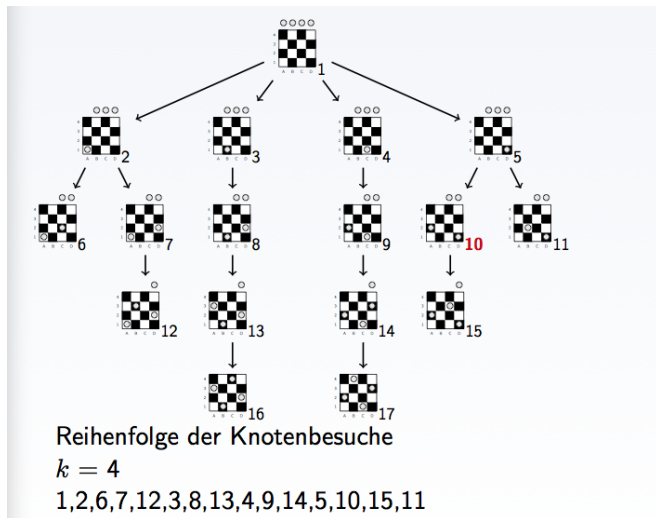 1
2 3 4 5
6 7 8 9 10 11
12 13 14 15
16 17
Reihenfolge der Knotenbesuche
k = 4
1,2,6,7,12,3,8,13,4,9,14,5,10,15,11